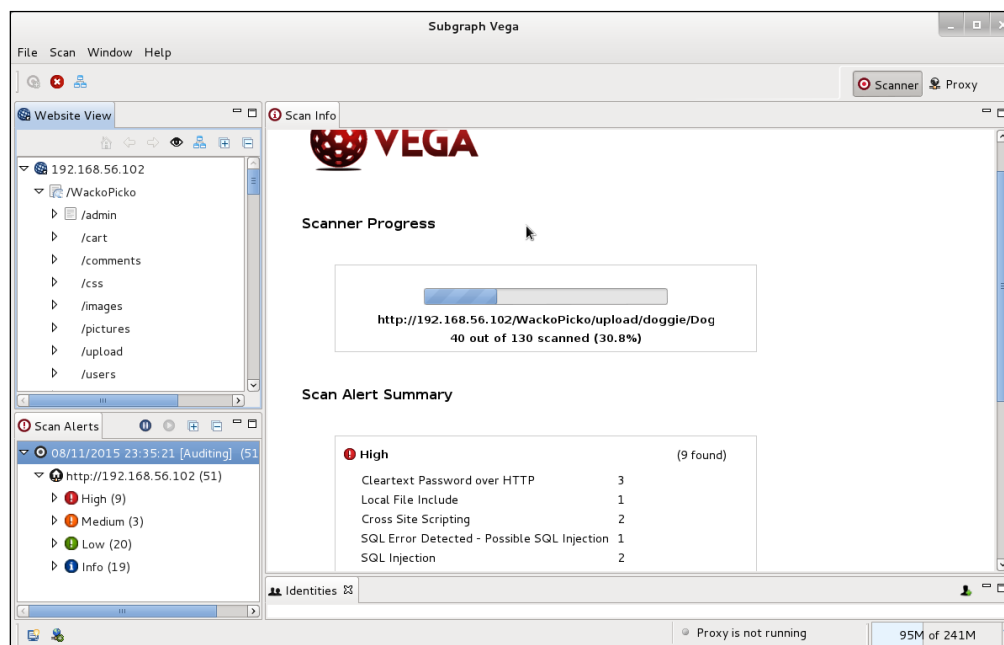 Subgraph Vega
File Scan Window Help
Scanner Proxy
Website View
192.168.56.102
/WackoPicko
/admin
/cart
/comments
/css
/images
/pictures
/upload
/users
Scan Info
VEGA
Scanner Progress
http://192.168.56.102/WackoPicko/upload/doggie/Dog
40 out of 130 scanned (30.8%)
Scan Alert Summary
High (9 found)
Cleartext Password over HTTP 3
Local File Include 1
Cross Site Scripting 2
SQL Error Detected - Possible SQL Injection 1
SQL Injection 2
Scan Alerts
08/11/2015 23:35:21 [Auditing] (51
http://192.168.56.102 (51)
High (9)
Medium (3)
Low (20)
Info (19)
Identities
Proxy is not running
95M of 241M